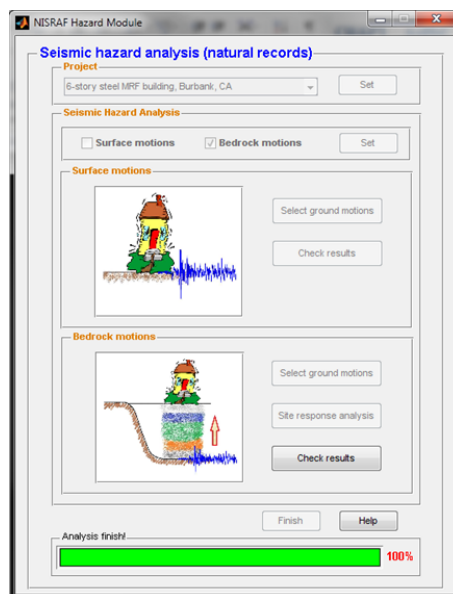 NISRAF Hazard Module
Seismic hazard analysis (natural records)
Project
6-story steel MRF building, Burbank, CA
Set
Seismic Hazard Analysis
Surface motions
Bedrock motions
Set
Surface motions
Select ground motions
Check results
Bedrock motions
Select ground motions
Site response analysis
Check results
Finish
Help
Analysis finish!
100%